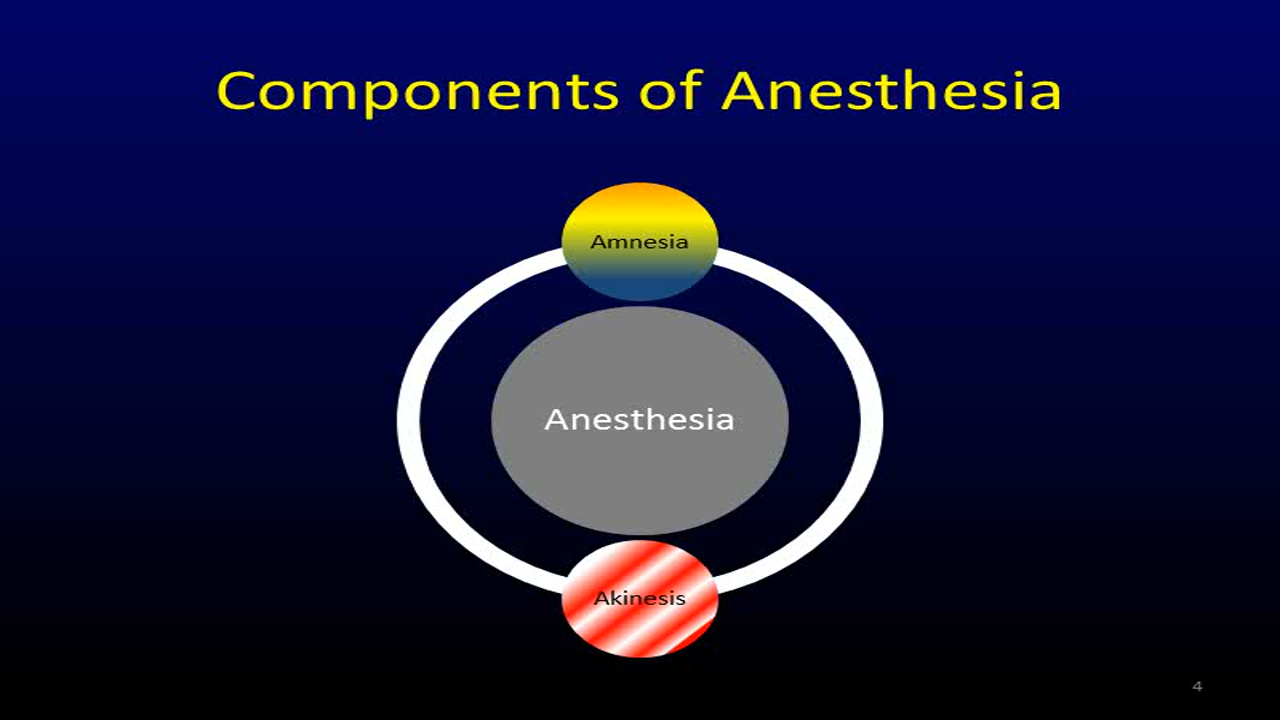 Components of Anesthesia
Amnesia
Anesthesia
Akinesis
4